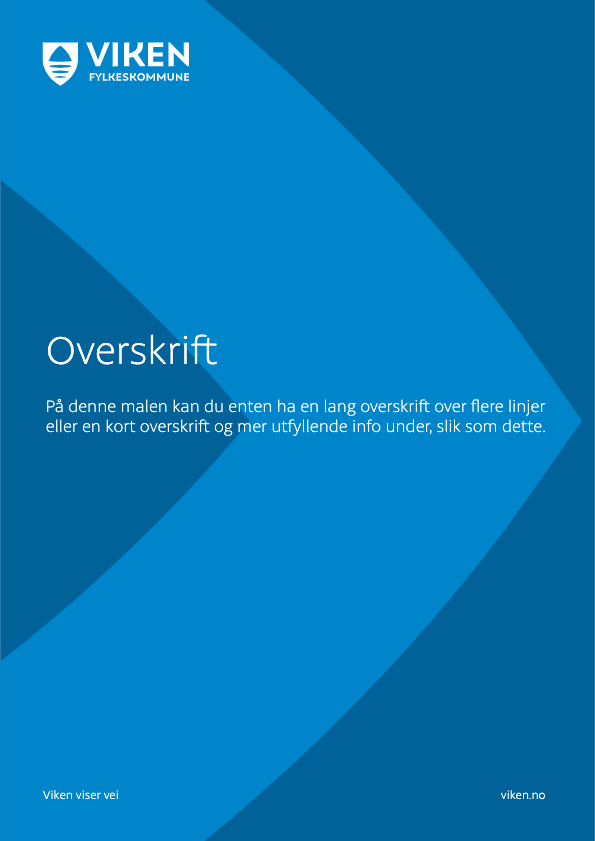 VIKEN
FYLKESKOMMUNE
Overskrift
På denne malen kan du enten ha en lang overskrift over flere linjer
eller en kort overskrift og mer utfyllende info under, slik som dette.
Viken viser vei
viken.no